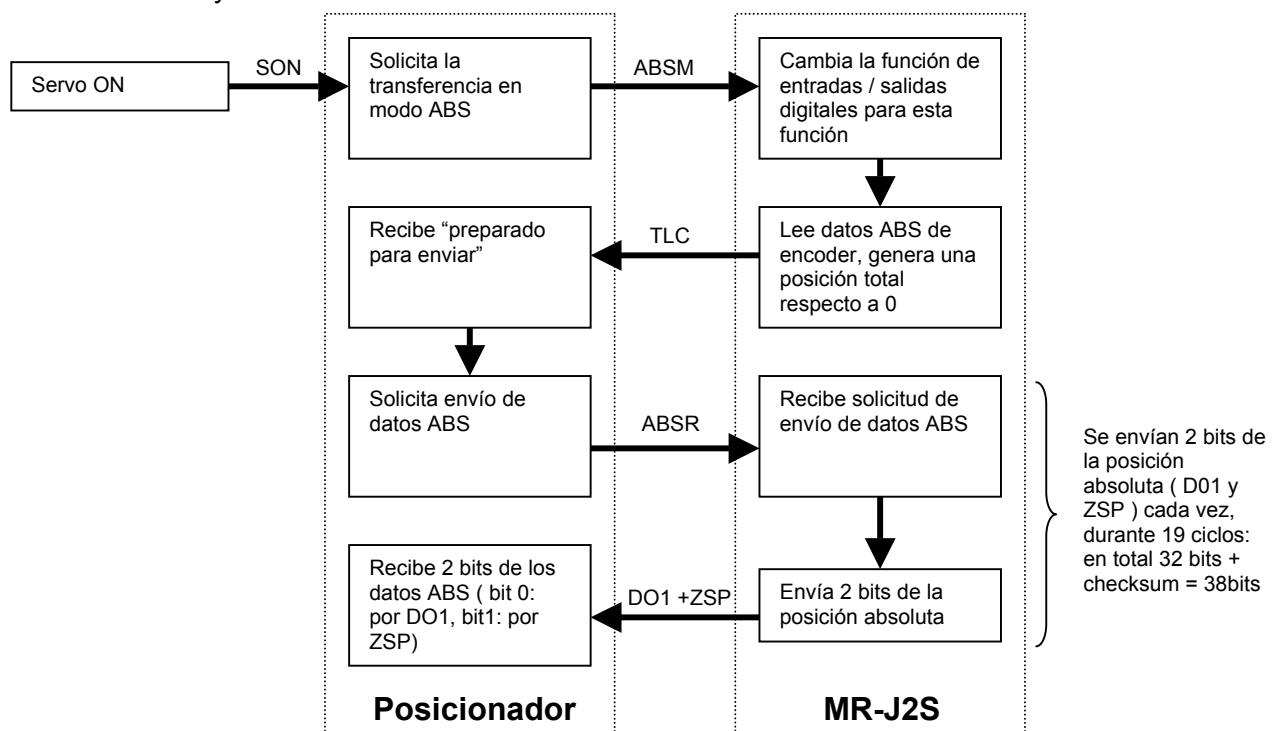 y
Servo ON
SON
Solicita la
transferencia en
modo ABS
ABSM
Cambia la función de
entradas / salidas
digitales para esta
función
Recibe “preparado
para enviar”
TLC
Lee datos ABS de
encoder, genera una
posición total
respecto a 0
Solicita envío de
datos ABS
ABSR
Recibe solicitud de
envío de datos ABS
Se envían 2 bits de
la posición
absoluta ( D01 y
ZSP ) cada vez,
durante 19 ciclos:
en total 32 bits +
checksum = 38bits
Recibe 2 bits de los
datos ABS ( bit 0:
por DO1, bit1: por
ZSP)
DO1 +ZSP
Envía 2 bits de la
posición absoluta
Posicionador
MR-J2S